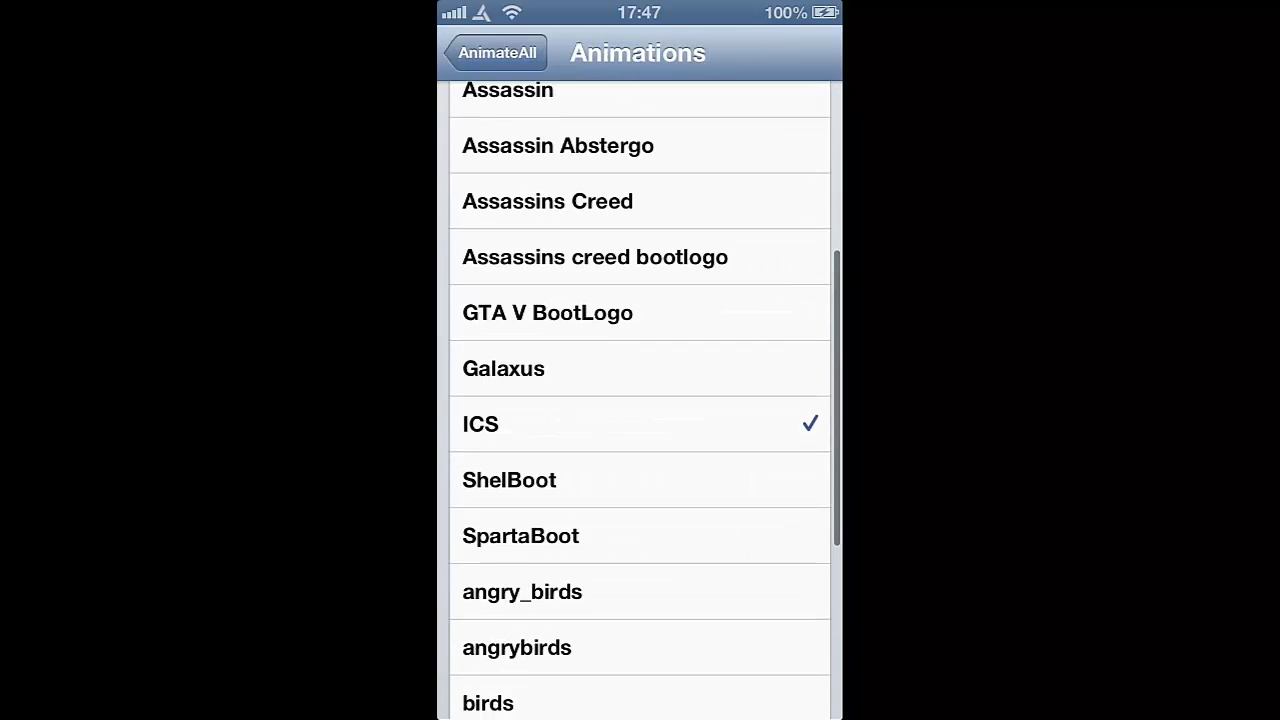 17:47
100%
AnimateAll
Animations
Assassin
Assassin Abstergo
Assassins Creed
Assassins creed bootlogo
GTA V BootLogo
Galaxus
ICS
ShelBoot
SpartaBoot
angry_birds
angrybirds
birds